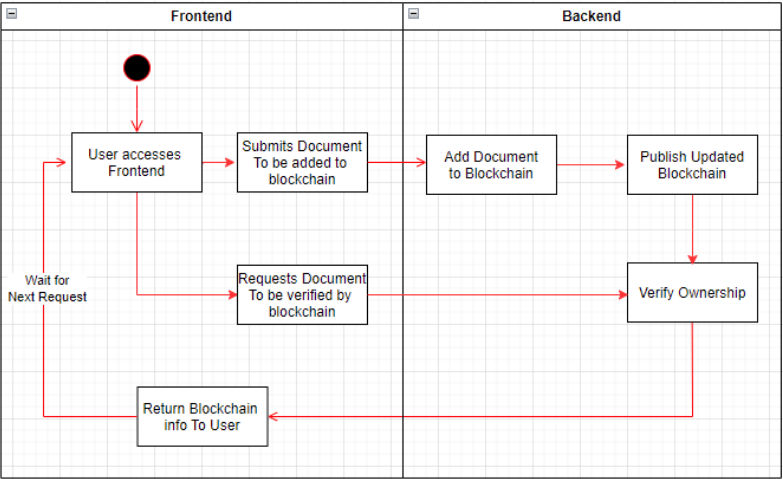 Frontend
Backend
User accesses
Frontend
Submits Document
To be added to
blockchain
Add Document
to Blockchain
Publish Updated
Blockchain
Wait for
Next Request
Requests Document
To be verified by
blockchain
Verify Ownership
Return Blockchain
info To User